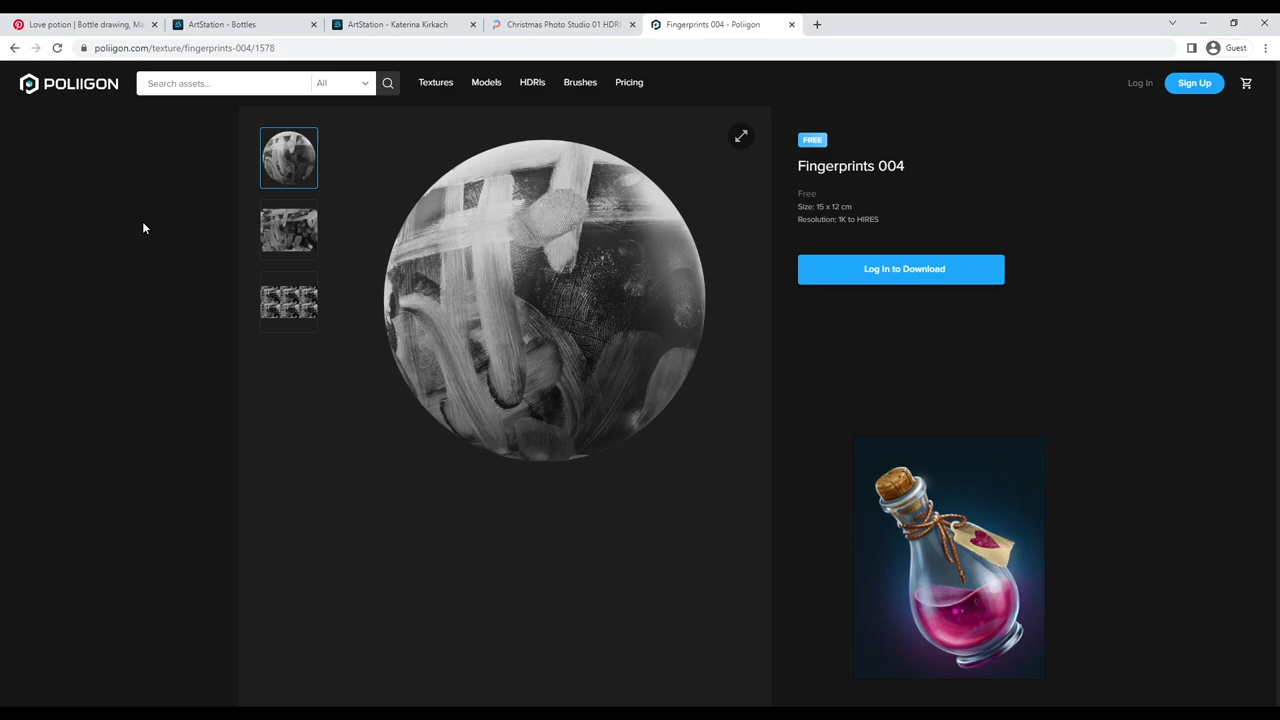 Love potion | Bottle drawing, Ma
ArtStation - Bottles
ArtStation - Katerina Kirkach
Christmas Photo Studio 01 HDRI
Fingerprints 004 - Poliigon
poliigon.com/texture/fingerprints-004/1578
Guest
POLIIGON
Search assets...
All
Textures
Models
HDRIs
Brushes
Pricing
Log In
Sign Up
FREE
Fingerprints 004
Free
Size: 15 x 12 cm
Resolution: 1K to HIRES
Log In to Download